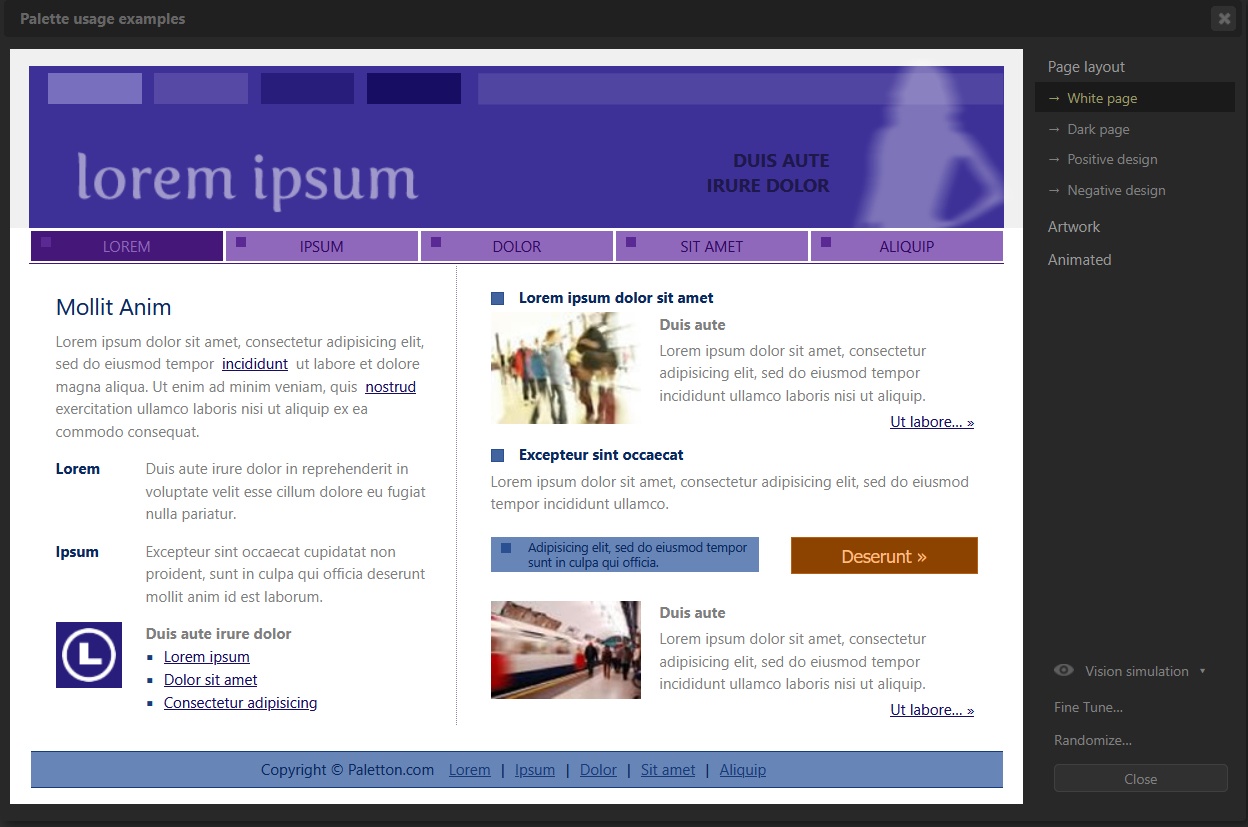 Palette usage examples
lorem ipsum
DUIS AUTE
IRURE DOLOR
LOREM
IPSUM
DOLOR
SIT AMET
ALIQUIP
Mollit Anim
Lorem ipsum dolor sit amet, consectetur adipisicing elit,
sed do eiusmod tempor incididunt ut labore et dolore
magna aliqua. Ut enim ad minim veniam, quis nostrud
exercitation ullamco laboris nisi ut aliquip ex ea
commodo consequat.
Lorem
Duis aute irure dolor in reprehenderit in
voluptate velit esse cillum dolore eu fugiat
nulla pariatur.
Ipsum
Excepteur sint occaecat cupidatat non
proident, sunt in culpa qui officia deserunt
mollit anim id est laborum.
L
Duis aute irure dolor
Lorem ipsum
Dolor sit amet
Consectetur adipisicing
Lorem ipsum dolor sit amet
Duis aute
Lorem ipsum dolor sit amet, consectetur
adipisicing elit, sed do eiusmod tempor
incididunt ullamco laboris nisi ut aliquip.
Ut labore... »
Excepteur sint occaecat
Lorem ipsum dolor sit amet, consectetur adipisicing elit, sed do eiusmod
tempor incididunt ullamco.
Adipisicing elit, sed do eiusmod tempor
sunt in culpa qui officia.
Deserunt »
Duis aute
Lorem ipsum dolor sit amet, consectetur
adipisicing elit, sed do eiusmod tempor
incididunt ullamco laboris nisi ut aliquip.
Ut labore... »
Copyright © Paletton.com Lorem | Ipsum | Dolor | Sit amet | Aliquip
Page layout
→ White page
→ Dark page
→ Positive design
→ Negative design
Artwork
Animated
Vision simulation ▾
Fine Tune...
Randomize...
Close